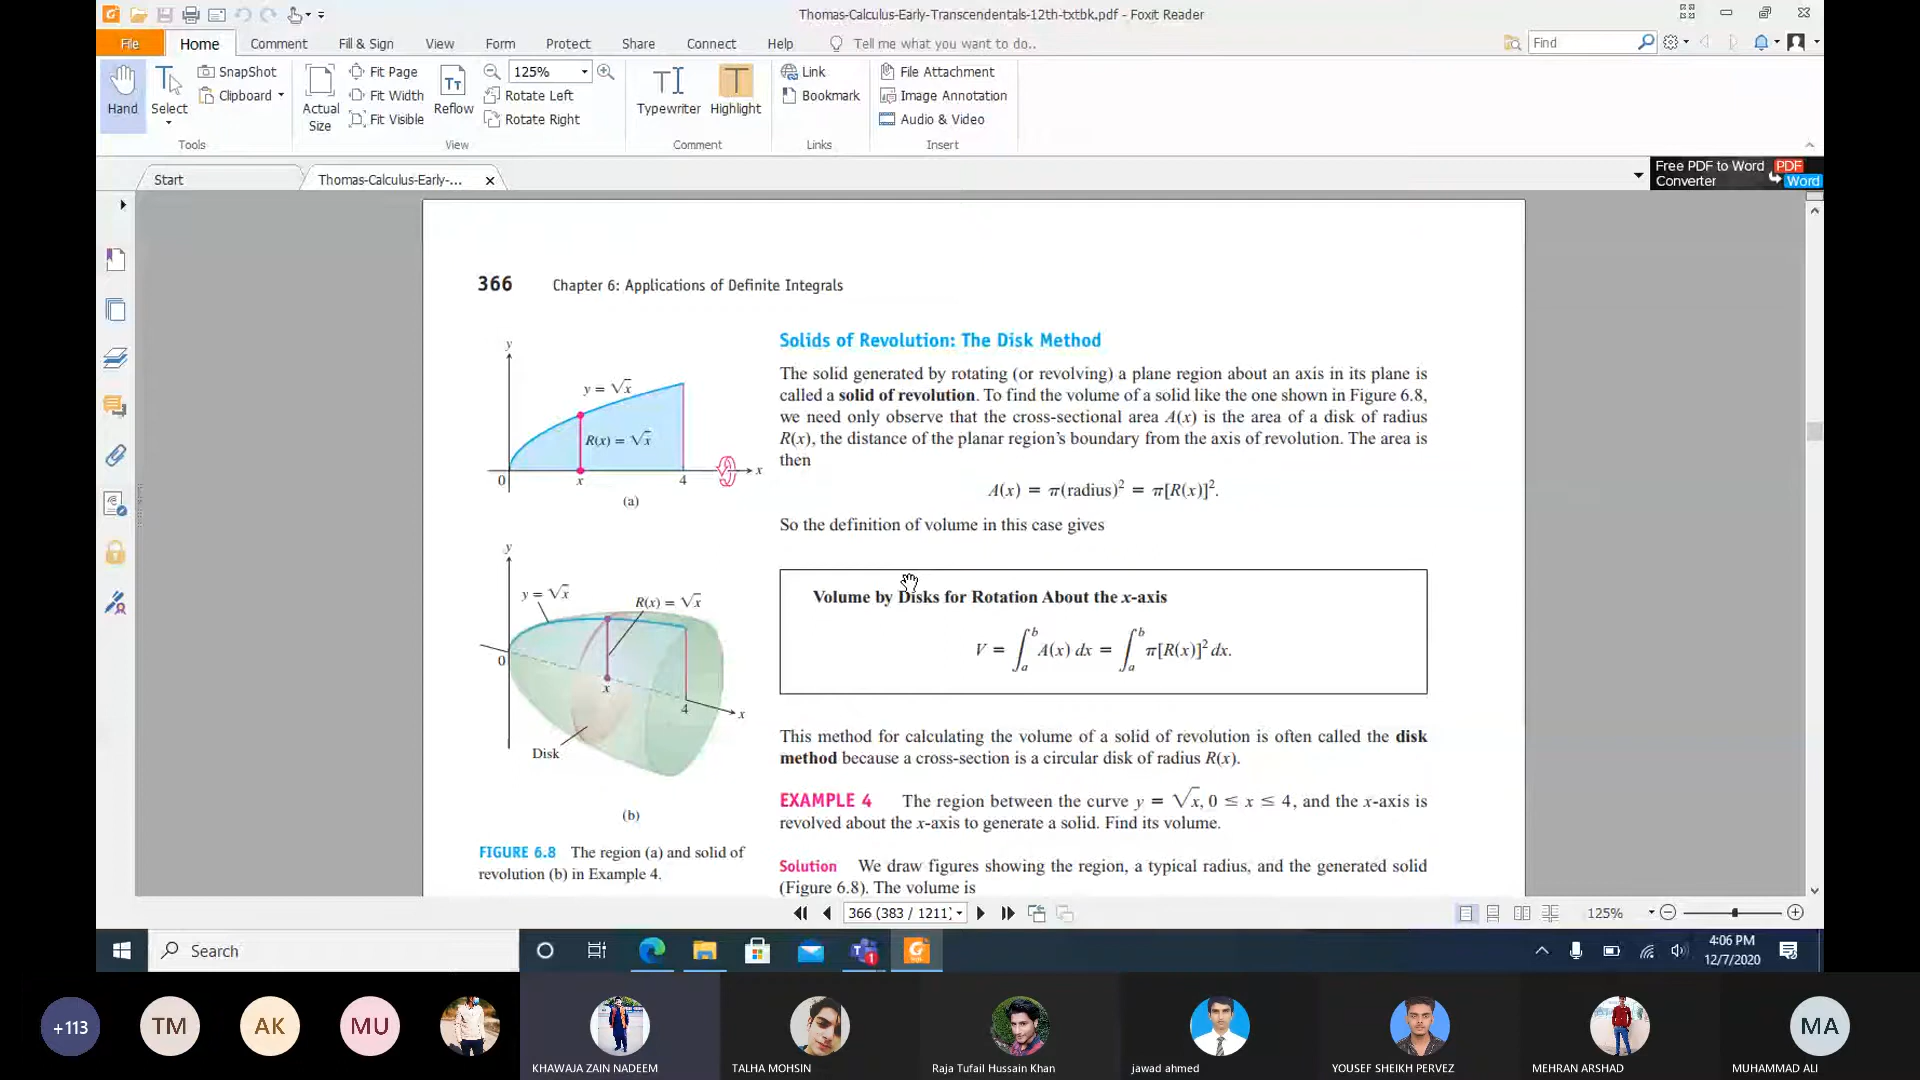 Thomas-Calculus-Early-Transcendentals-12th-txtbk.pdf - Foxit Reader
File Home Comment Fill & Sign View Form Protect Share Connect Help Tell me what you want to do.. Find
Hand
Select
SnapShot
Clipboard
Tools
Actual Size
Fit Page
Fit Width
Fit Visible
Reflow
125%
Rotate Left
Rotate Right
View
Typewriter
Highlight
Comment
Link
Bookmark
Links
File Attachment
Image Annotation
Audio & Video
Insert
Start
Thomas-Calculus-Early-...
Free PDF to Word
Converter
PDF
Word
366 Chapter 6: Applications of Definite Integrals
y
y = √x
R(x) = √x
0 x 4 x
(a)
y
y = √x
R(x) = √x
0
x
4
x
Disk
(b)
FIGURE 6.8 The region (a) and solid of
revolution (b) in Example 4.
Solids of Revolution: The Disk Method
The solid generated by rotating (or revolving) a plane region about an axis in its plane is
called a solid of revolution. To find the volume of a solid like the one shown in Figure 6.8,
we need only observe that the cross-sectional area A(x) is the area of a disk of radius
R(x), the distance of the planar region's boundary from the axis of revolution. The area is
then
A(x) = π(radius)² = π[R(x)]².
So the definition of volume in this case gives
Volume by Disks for Rotation About the x-axis
V = ∫ₐᵇ A(x) dx = ∫ₐᵇ π[R(x)]² dx.
This method for calculating the volume of a solid of revolution is often called the disk
method because a cross-section is a circular disk of radius R(x).
EXAMPLE 4 The region between the curve y = √x, 0 ≤ x ≤ 4, and the x-axis is
revolved about the x-axis to generate a solid. Find its volume.
Solution We draw figures showing the region, a typical radius, and the generated solid
(Figure 6.8). The volume is
366 (383 / 1211)
125%
Search
1
4:06 PM
12/7/2020
+113
TM
AK
MU
KHAWAJA ZAIN NADEEM
TALHA MOHSIN
Raja Tufail Hussain Khan
jawad ahmed
YOUSEF SHEIKH PERVEZ
MEHRAN ARSHAD
MA
MUHAMMAD ALI